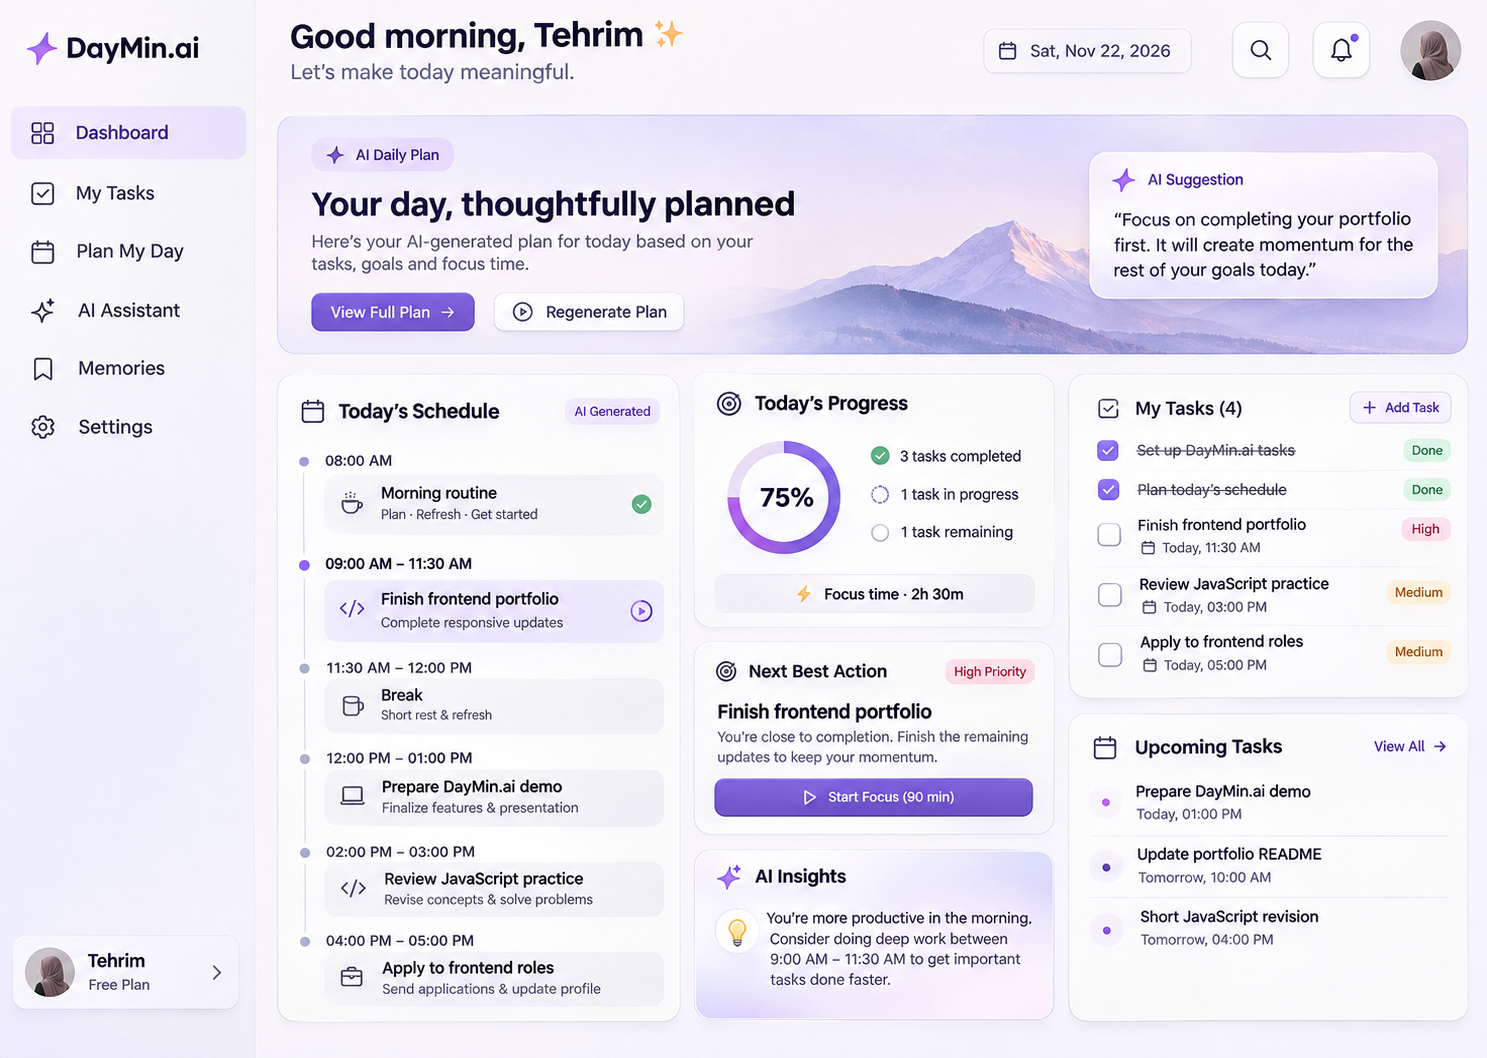 DayMin.ai
Dashboard
My Tasks
Plan My Day
AI Assistant
Memories
Settings
Tehrim
Free Plan
Good morning, Tehrim
Let's make today meaningful.
Sat, Nov 22, 2026
AI Daily Plan
Your day, thoughtfully planned
Here's your AI-generated plan for today based on your
tasks, goals and focus time.
View Full Plan →
Regenerate Plan
AI Suggestion
“Focus on completing your portfolio
first. It will create momentum for the
rest of your goals today.”
Today's Schedule
AI Generated
08:00 AM
Morning routine
Plan · Refresh · Get started
09:00 AM – 11:30 AM
</> Finish frontend portfolio
Complete responsive updates
11:30 AM – 12:00 PM
Break
Short rest & refresh
12:00 PM – 01:00 PM
Prepare DayMin.ai demo
Finalize features & presentation
02:00 PM – 03:00 PM
</> Review JavaScript practice
Revise concepts & solve problems
04:00 PM – 05:00 PM
Apply to frontend roles
Send applications & update profile
Today's Progress
75%
3 tasks completed
1 task in progress
1 task remaining
Focus time · 2h 30m
Next Best Action
High Priority
Finish frontend portfolio
You're close to completion. Finish the remaining
updates to keep your momentum.
Start Focus (90 min)
AI Insights
You're more productive in the morning.
Consider doing deep work between
9:00 AM – 11:30 AM to get important
tasks done faster.
My Tasks (4)
+ Add Task
Set up DayMin.ai tasks
Done
Plan today's schedule
Done
Finish frontend portfolio
High
Today, 11:30 AM
Review JavaScript practice
Medium
Today, 03:00 PM
Apply to frontend roles
Medium
Today, 05:00 PM
Upcoming Tasks
View All →
Prepare DayMin.ai demo
Today, 01:00 PM
Update portfolio README
Tomorrow, 10:00 AM
Short JavaScript revision
Tomorrow, 04:00 PM